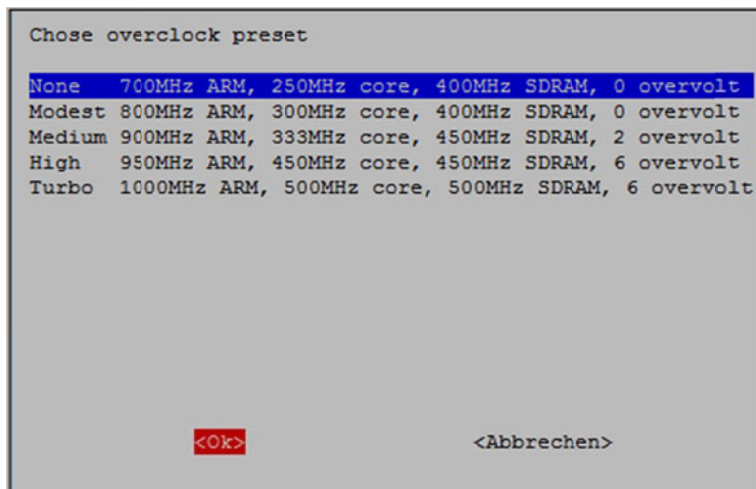 Chose overclock preset
None 700MHz ARM, 250MHz core, 400MHz SDRAM, 0 overvolt
Modest 800MHz ARM, 300MHz core, 400MHz SDRAM, 0 overvolt
Medium 900MHz ARM, 333MHz core, 450MHz SDRAM, 2 overvolt
High 950MHz ARM, 450MHz core, 450MHz SDRAM, 6 overvolt
Turbo 1000MHz ARM, 500MHz core, 500MHz SDRAM, 6 overvolt
<Ok> <Abbrechen>